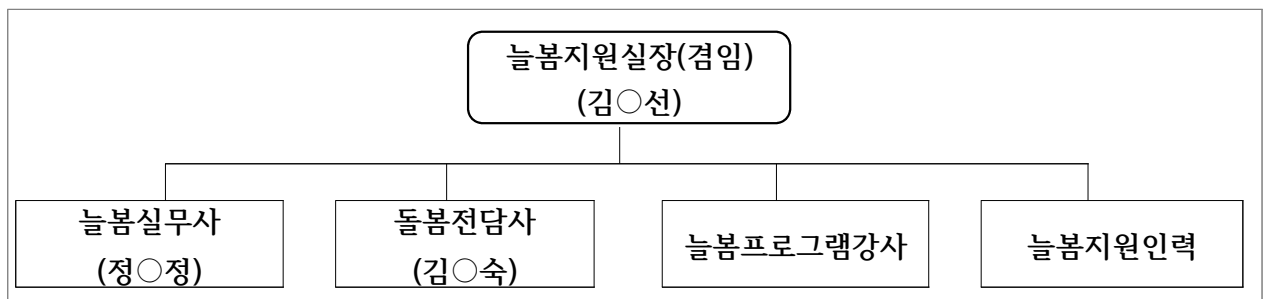 늘봄지원실장(겸임)
(김○선)
늘봄실무사
(정○정)
돌봄전담사
(김○숙)
늘봄프로그램강사
늘봄지원인력